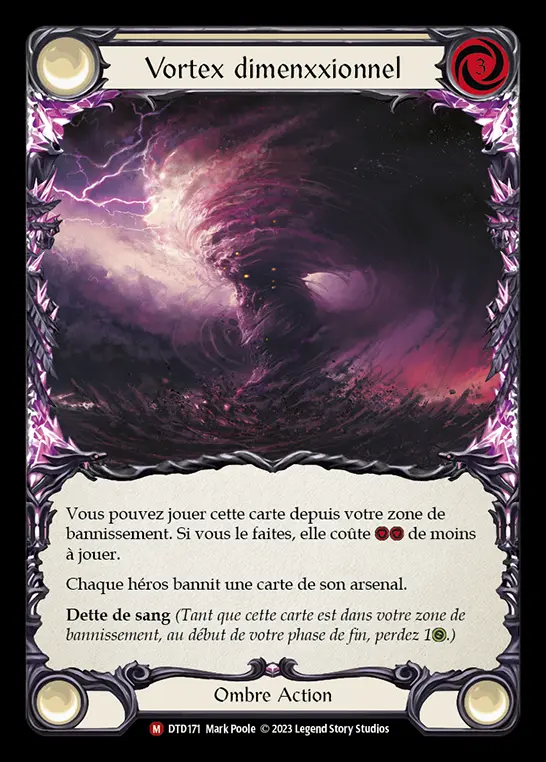 Vortex dimenxxionnel
3
Vous pouvez jouer cette carte depuis votre zone de
bannissement. Si vous le faites, elle coûte de moins
à jouer.
Chaque héros bannit une carte de son arsenal.
Dette de sang (Tant que cette carte est dans votre zone de
bannissement, au début de votre phase de fin, perdez 1.)
Ombre Action
M DTD171 Mark Poole © 2023 Legend Story Studios